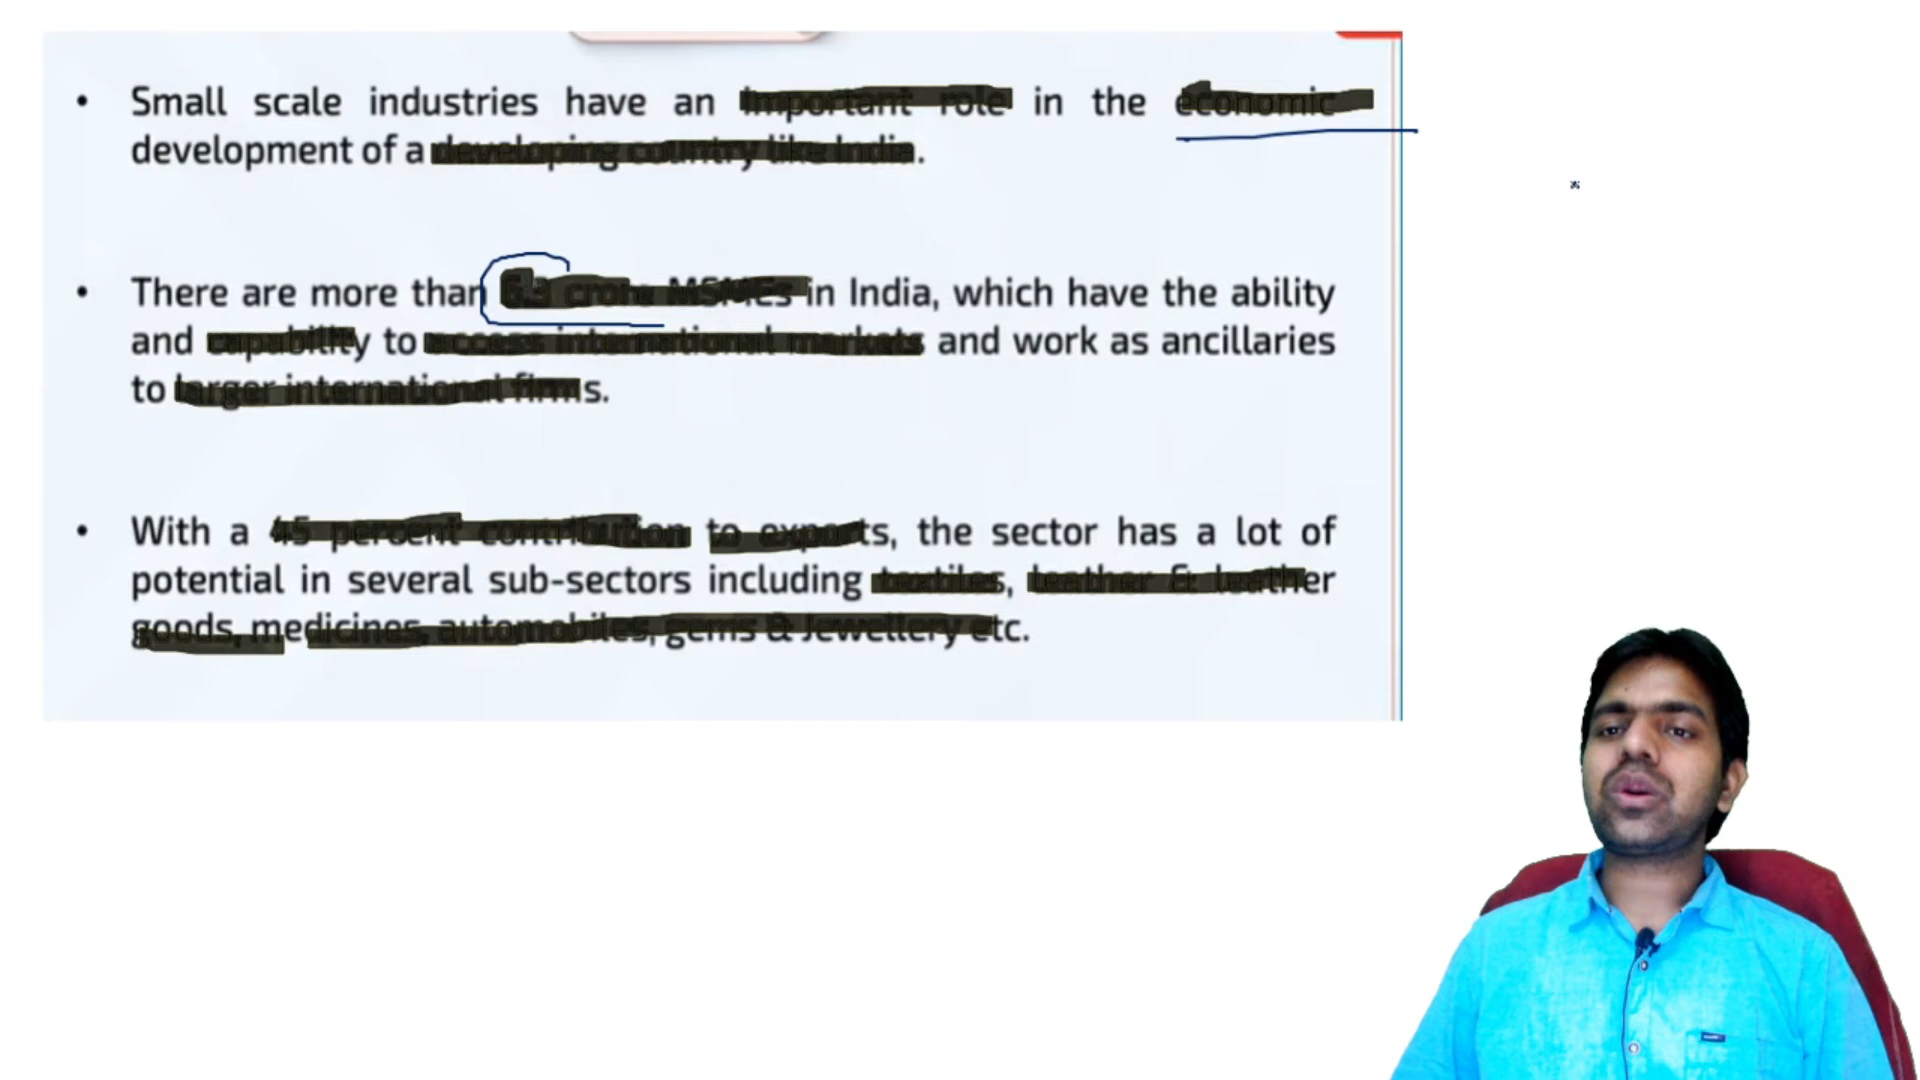 • Small scale industries have an important role in the economic
development of a developing country like India.
• There are more than 6.3 crore MSMEs in India, which have the ability
and capability to access international markets and work as ancillaries
to larger international firms.
• With a 45 percent contribution to exports, the sector has a lot of
potential in several sub-sectors including textiles, leather & leather
goods, medicines, automobiles, gems & Jewellery etc.